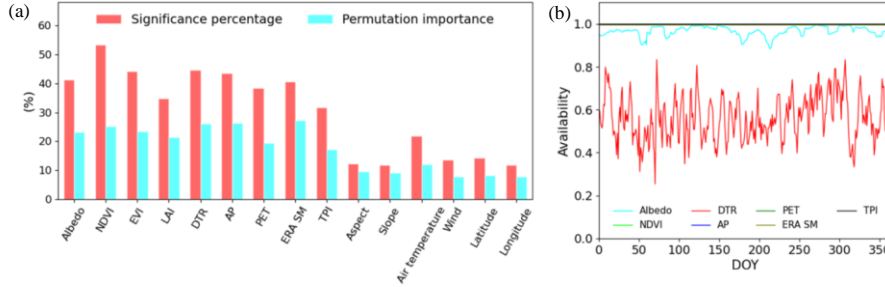 (a)
Significance percentage
Permutation importance
(%)
60
50
40
30
20
10
0
Albedo
NDVI
EVI
LAI
DTR
AP
PET
ERA SM
TPI
Aspect
Slope
Air temperature
Wind
Latitude
Longitude
(b)
Availability
1.0
0.8
0.6
0.4
0.2
0.0
Albedo DTR PET TPI
NDVI AP ERA SM
0 50 100 150 200 250 300 350
DOY